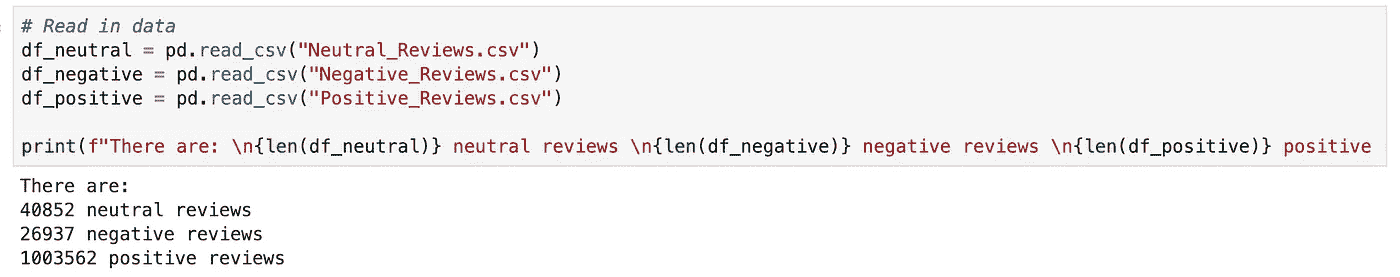 # Read in data
df_neutral = pd.read_csv("Neutral_Reviews.csv")
df_negative = pd.read_csv("Negative_Reviews.csv")
df_positive = pd.read_csv("Positive_Reviews.csv")
print(f"There are: \n{len(df_neutral)} neutral reviews \n{len(df_negative)} negative reviews \n{len(df_positive)} positive
There are:
40852 neutral reviews
26937 negative reviews
1003562 positive reviews